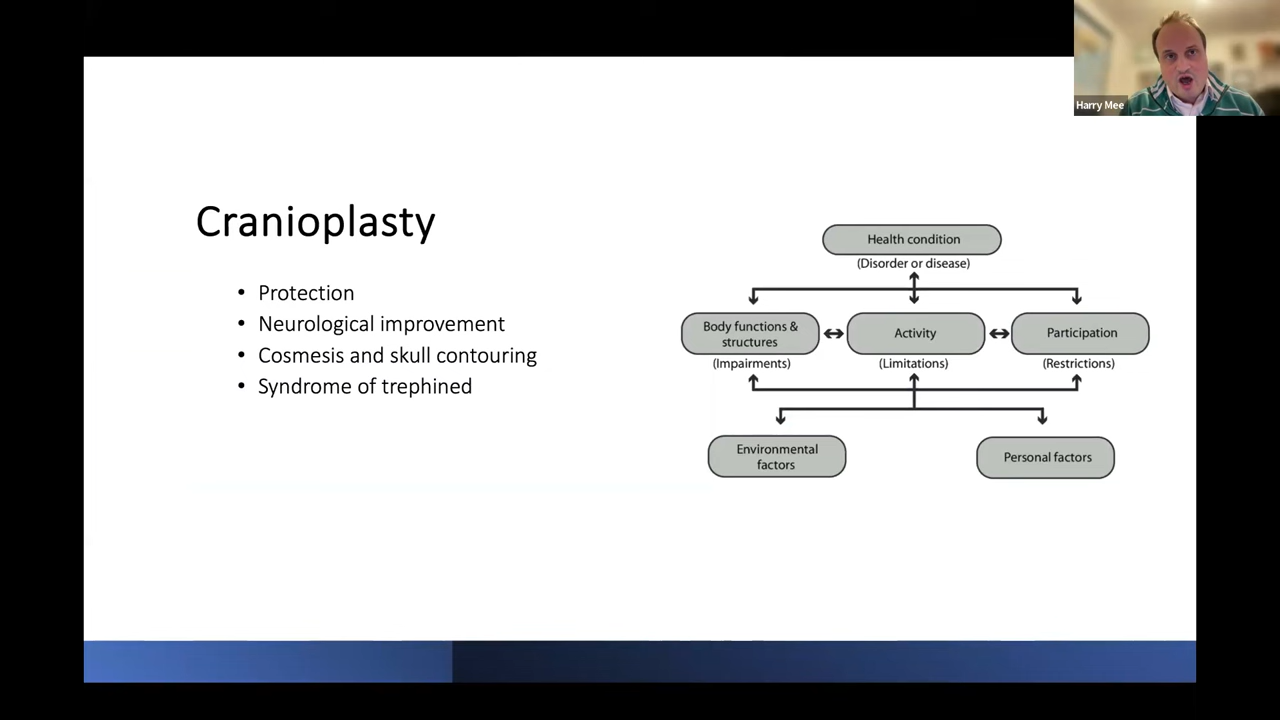 Harry Mee
Cranioplasty
• Protection
• Neurological improvement
• Cosmesis and skull contouring
• Syndrome of trephined
Health condition
(Disorder or disease)
Body functions &
structures
(Impairments)
Activity
(Limitations)
Participation
(Restrictions)
Environmental
factors
Personal factors